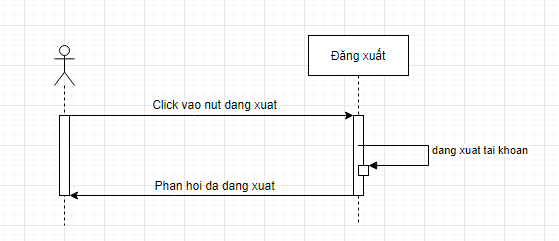 Đăng xuất
Click vao nut dang xuat
dang xuat tai khoan
Phan hoi da dang xuat